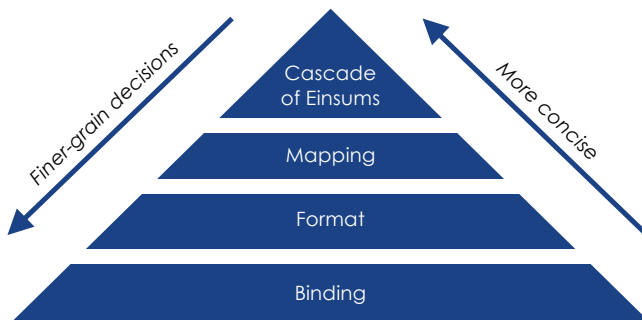 Finer-grain decisions
Cascade
of Einsums
More concise
Mapping
Format
Binding